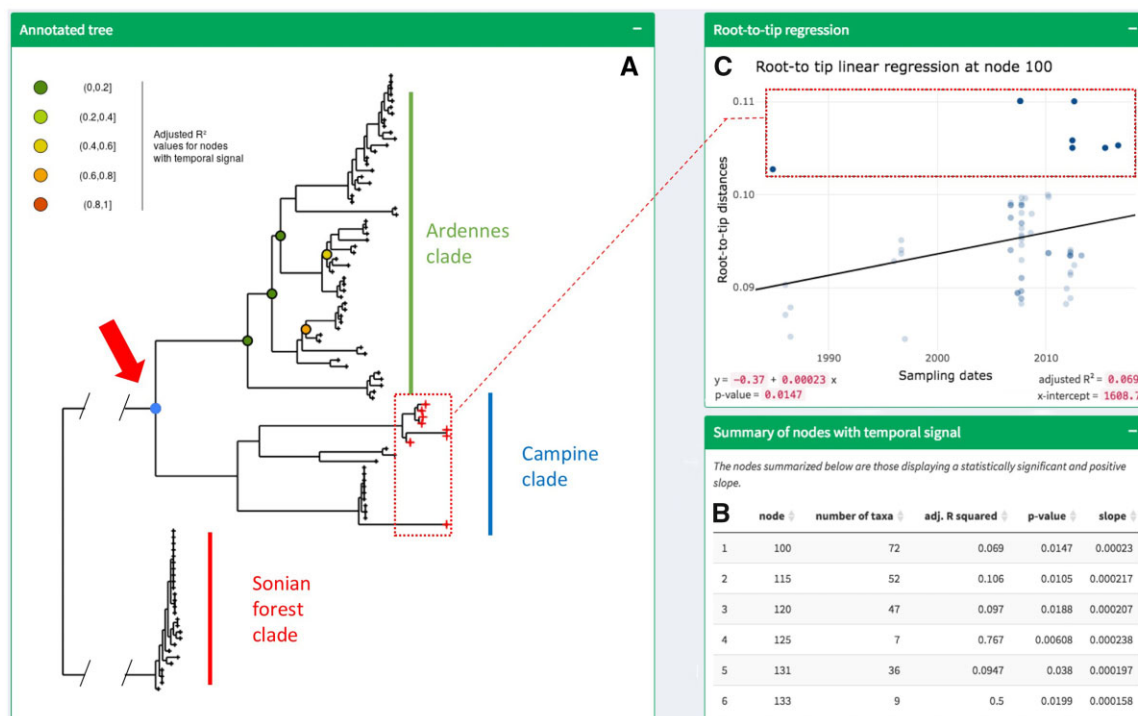 Annotated tree
−
A
(0,0.2]
(0.2,0.4]
(0.4,0.6]
(0.6,0.8]
(0.8,1]
Adjusted R²
values for nodes
with temporal signal
Ardennes
clade
Campine
clade
Sonian
forest
clade
Root-to-tip regression
−
C
Root-to tip linear regression at node 100
0.11
0.10
0.09
Root-to-tip distances
1990
2000
2010
Sampling dates
y = −0.37 + 0.00023 x
p-value = 0.0147
adjusted R² = 0.069
x-intercept = 1608.7
Summary of nodes with temporal signal
−
The nodes summarized below are those displaying a statistically significant and positive
slope.
B
node number of taxa adj. R squared p-value slope
1 100 72 0.069 0.0147 0.00023
2 115 52 0.106 0.0105 0.000217
3 120 47 0.097 0.0188 0.000207
4 125 7 0.767 0.00608 0.000238
5 131 36 0.0947 0.038 0.000197
6 133 9 0.5 0.0199 0.000158